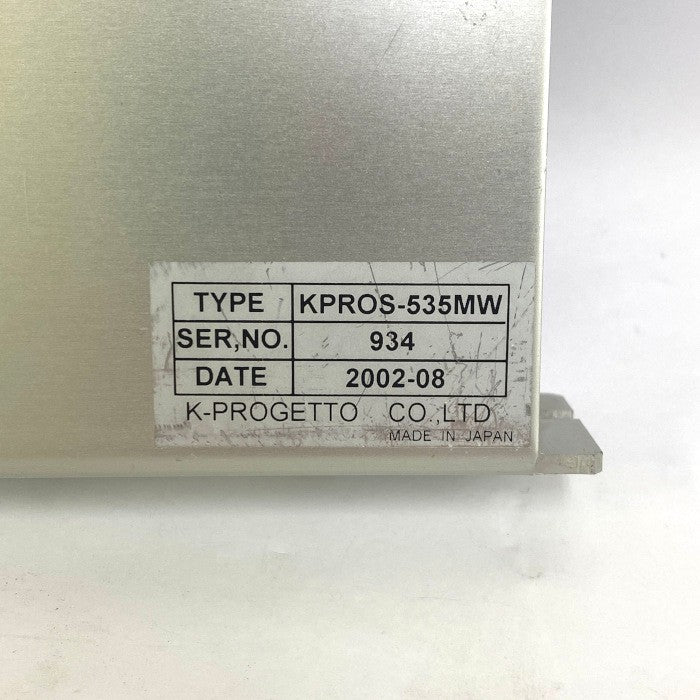 TYPE KPROS-535MW
SER,NO. 934
DATE 2002-08
K-PROGETTO CO.,LTD
MADE IN JAPAN